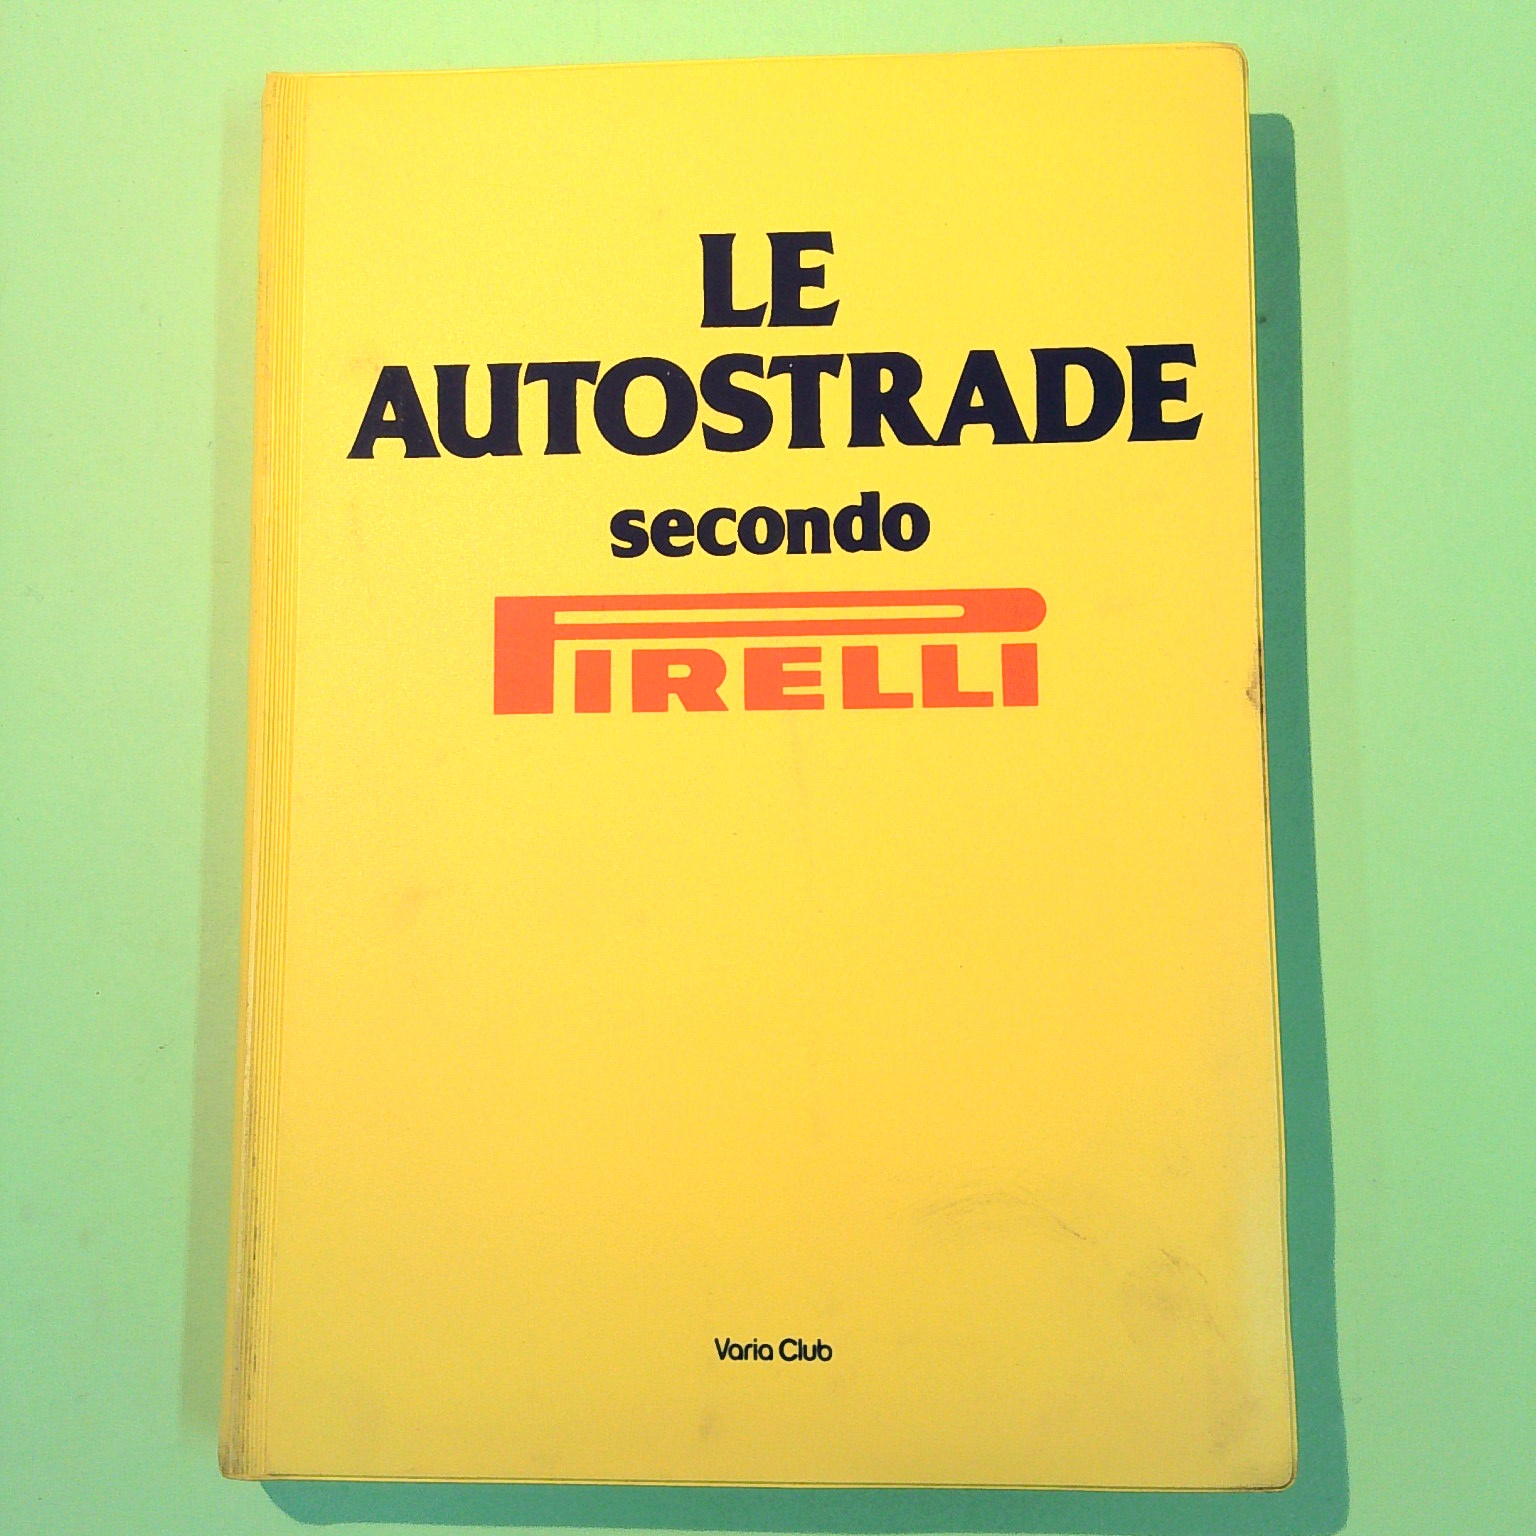 LE
AUTOSTRADE
secondo
PIRELLI
Varia Club